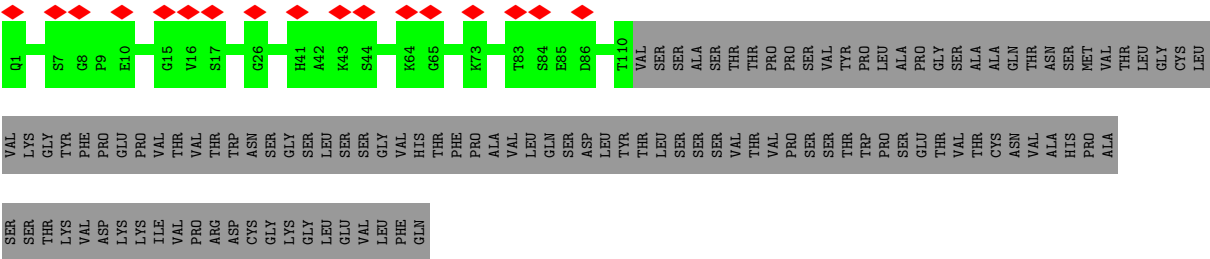 Q1 S7 G8 P9 E10 G15 V16 S17 G26 H41 A42 K43 S44 K64 G65 K73 T83 S84 E85 D86 T110 VAL SER SER ALA SER THR THR PRO PRO SER VAL TYR PRO LEU ALA PRO GLY SER ALA ALA GLN THR ASN SER MET VAL THR LEU GLY CYS LEU
VAL LYS GLY TYR PHE PRO GLU PRO VAL THR VAL THR TRP ASN SER GLY SER LEU SER SER GLY VAL HIS THR PHE PRO ALA VAL LEU GLN SER ASP LEU TYR THR LEU SER SER SER VAL THR VAL PRO SER SER THR TRP PRO SER GLU THR VAL THR CYS ASN VAL ALA HIS PRO ALA
SER SER THR LYS VAL ASP LYS LYS ILE VAL PRO ARG ASP CYS GLY LYS GLY LEU GLU VAL LEU PHE GLN